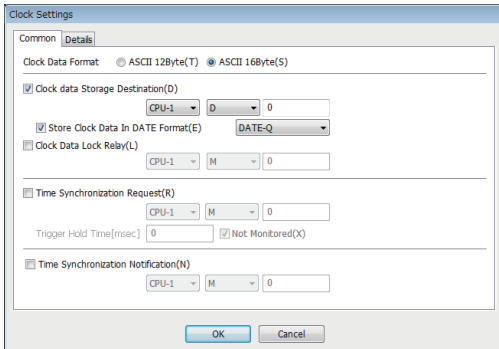 Clock Settings
Common Details
Clock Data Format ASCII 12Byte(T) ASCII 16Byte(S)
Clock data Storage Destination(D)
CPU-1 D 0
Store Clock Data In DATE Format(E) DATE-Q
Clock Data Lock Relay(L)
CPU-1 M 0
Time Synchronization Request(R)
CPU-1 M 0
Trigger Hold Time[msec] 0 Not Monitored(X)
Time Synchronization Notification(N)
CPU-1 M 0
OK Cancel